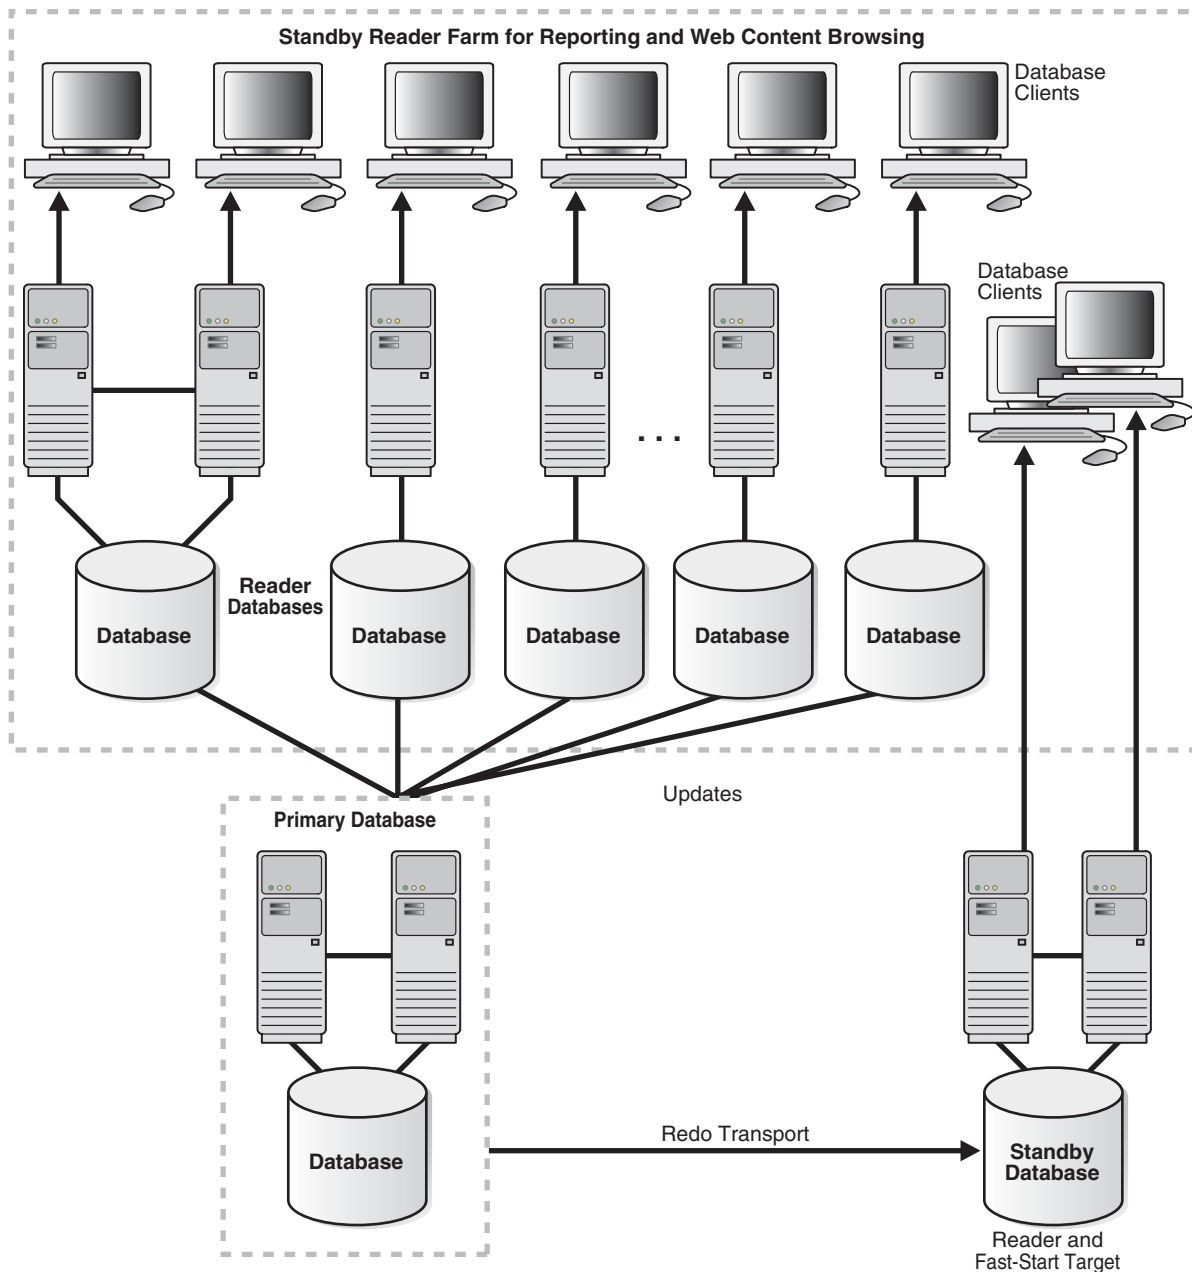 Standby Reader Farm for Reporting and Web Content Browsing
Database
Clients
Database
Clients
. . .
Reader
Databases
Database
Database
Database
Database
Database
Updates
Primary Database
Database
Redo Transport
Standby
Database
Reader and
Fast-Start Target